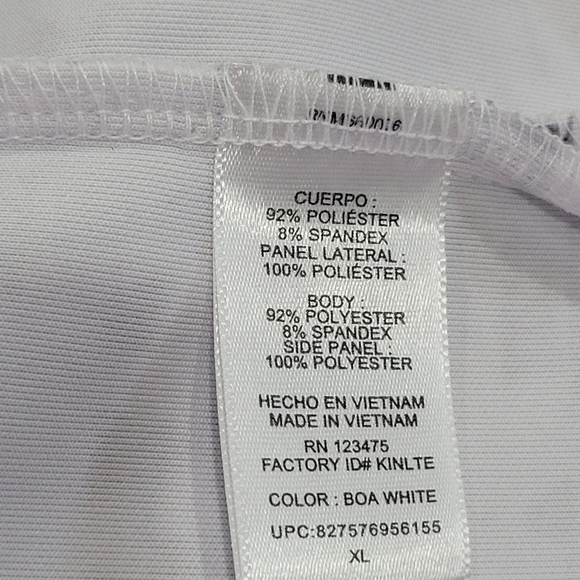 CUERPO :
92% POLIÉSTER
8% SPANDEX
PANEL LATERAL :
100% POLIÉSTER
BODY :
92% POLYESTER
8% SPANDEX
SIDE PANEL :
100% POLYESTER
HECHO EN VIETNAM
MADE IN VIETNAM
RN 123475
FACTORY ID# KINLTE
COLOR : BOA WHITE
UPC:827576956155
XL